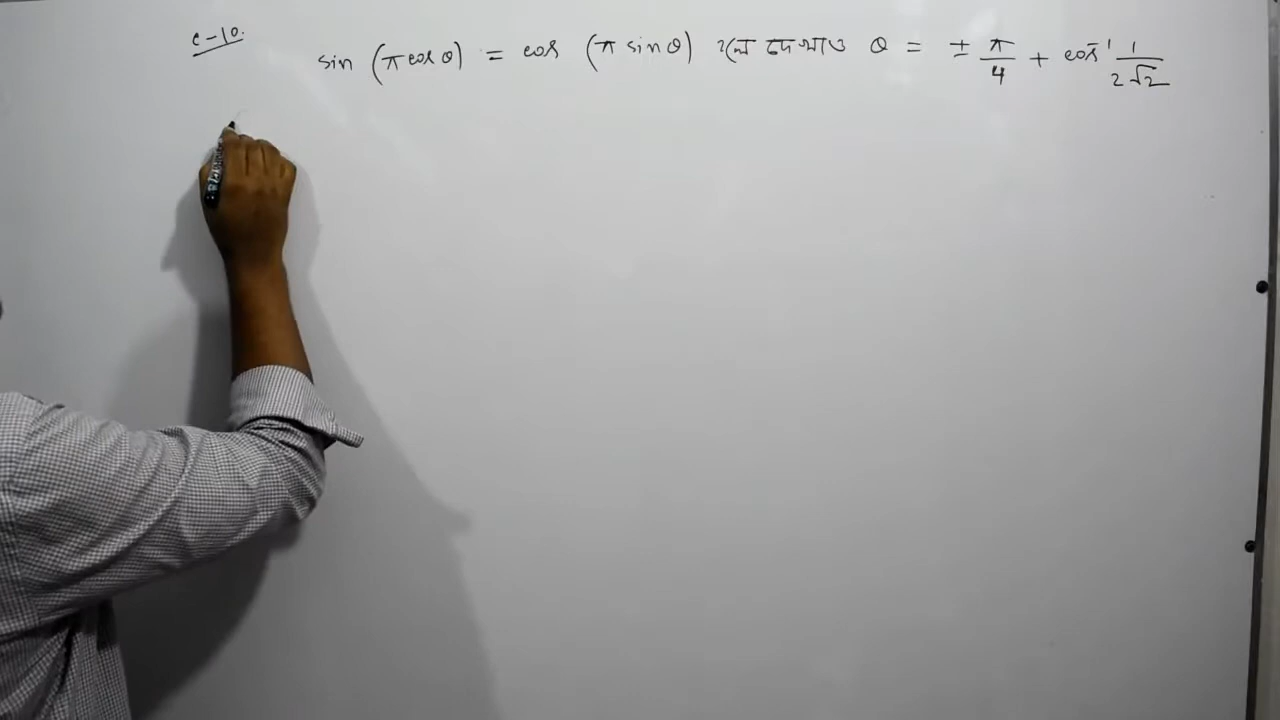 c-10.
sin (π cos θ) = cos (π sin θ) হলে দেখাও θ = ± π/4 + cos⁻¹ 1/2√2